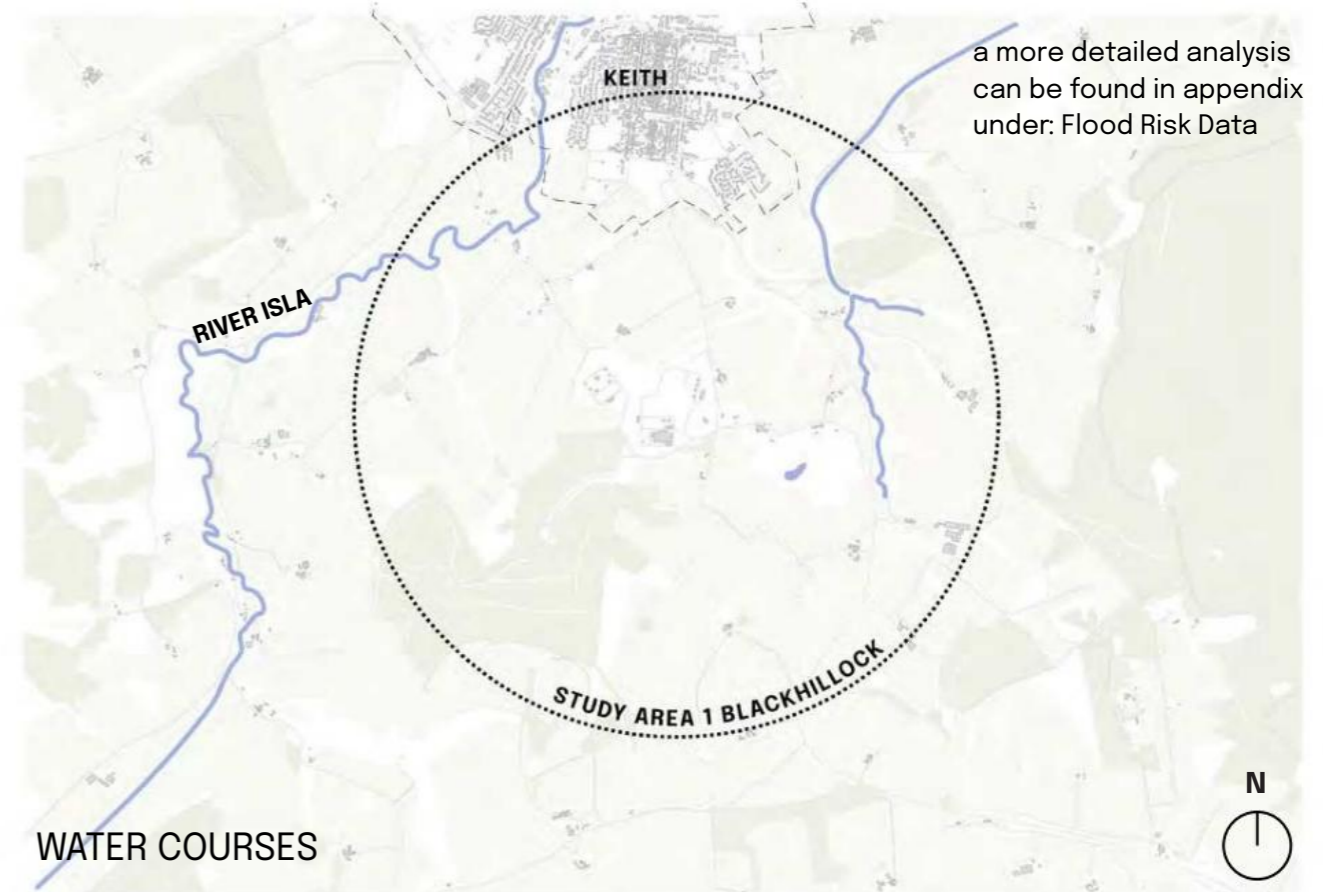 KEITH
a more detailed analysis
can be found in appendix
under: Flood Risk Data
RIVER ISLA
STUDY AREA 1 BLACKHILLOCK
N
WATER COURSES